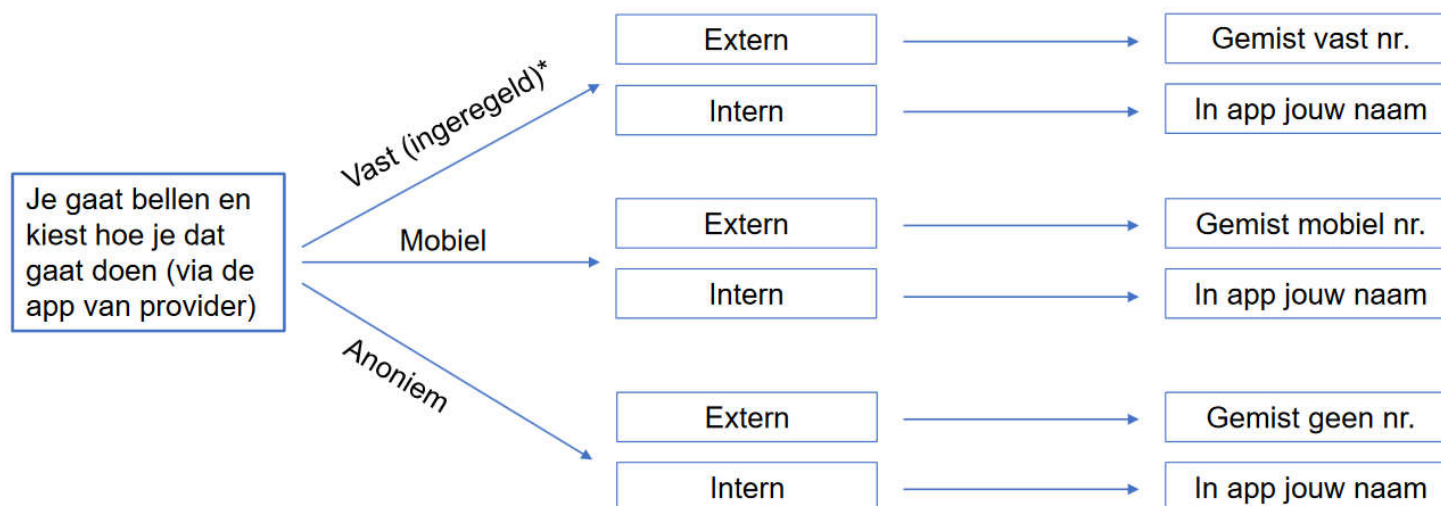 Je gaat bellen en
kiest hoe je dat
gaat doen (via de
app van provider)
Vast (ingeregeld)*
Extern
Gemist vast nr.
Intern
In app jouw naam
Mobiel
Extern
Gemist mobiel nr.
Intern
In app jouw naam
Anoniem
Extern
Gemist geen nr.
Intern
In app jouw naam